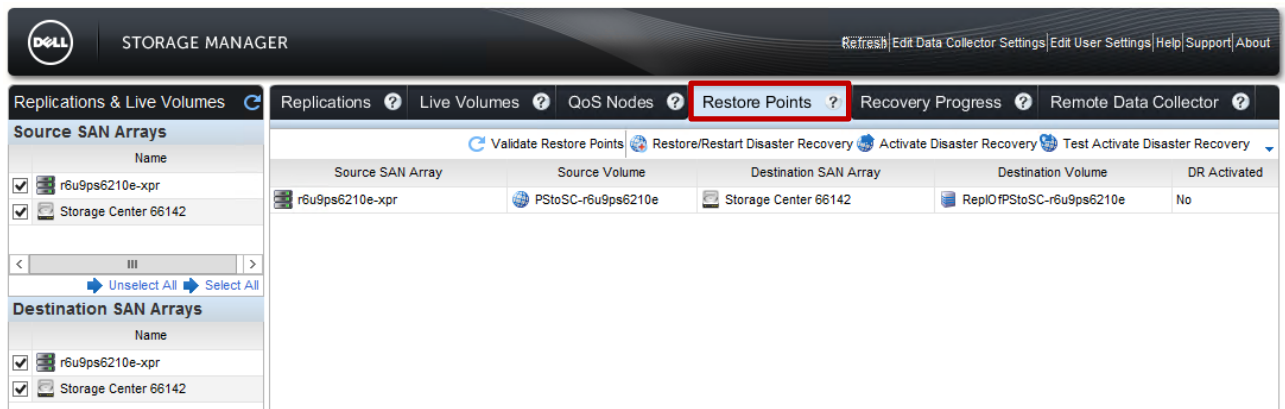 DELL STORAGE MANAGER
Refresh Edit Data Collector Settings Edit User Settings Help Support About
Replications & Live Volumes
Replications ? Live Volumes ? QoS Nodes ? Restore Points ? Recovery Progress ? Remote Data Collector ?
Source SAN Arrays
Name
r6u9ps6210e-xpr
Storage Center 66142
Unselect All Select All
Destination SAN Arrays
Name
r6u9ps6210e-xpr
Storage Center 66142
Validate Restore Points Restore/Restart Disaster Recovery Activate Disaster Recovery Test Activate Disaster Recovery
Source SAN Array Source Volume Destination SAN Array Destination Volume DR Activated
r6u9ps6210e-xpr PStoSC-r6u9ps6210e Storage Center 66142 ReplOfPStoSC-r6u9ps6210e No